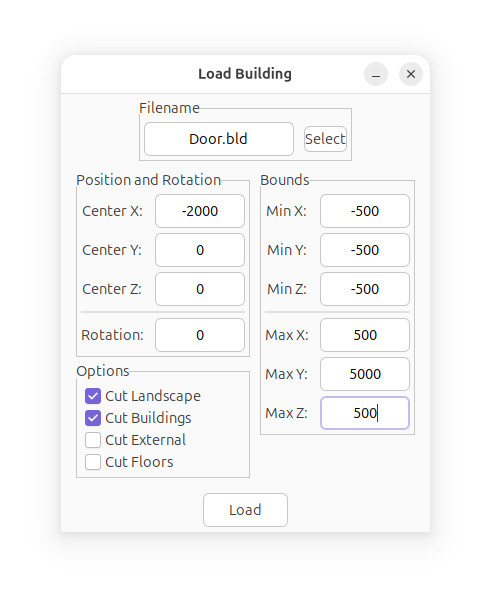 Load Building
Filename
Door.bld Select
Position and Rotation
Center X: -2000
Center Y: 0
Center Z: 0
Rotation: 0
Options
Cut Landscape
Cut Buildings
Cut External
Cut Floors
Bounds
Min X: -500
Min Y: -500
Min Z: -500
Max X: 500
Max Y: 5000
Max Z: 500
Load